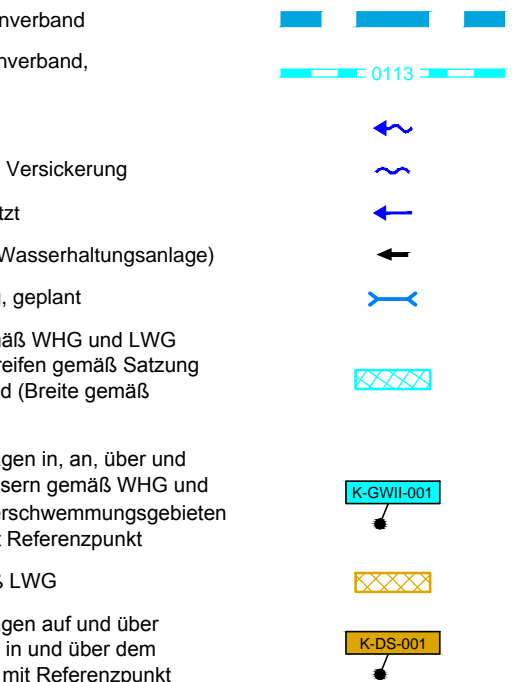 nverband
nverband,
0113
Versickerung
tzt
Wasserhaltungsanlage)
, geplant
mäß WHG und LWG
reifen gemäß Satzung
d (Breite gemäß
gen in, an, über und
sern gemäß WHG und
erschwemmungsgebieten
t Referenzpunkt
K-GWII-001
ß LWG
gen auf und über
in und über dem
mit Referenzpunkt
K-DS-001